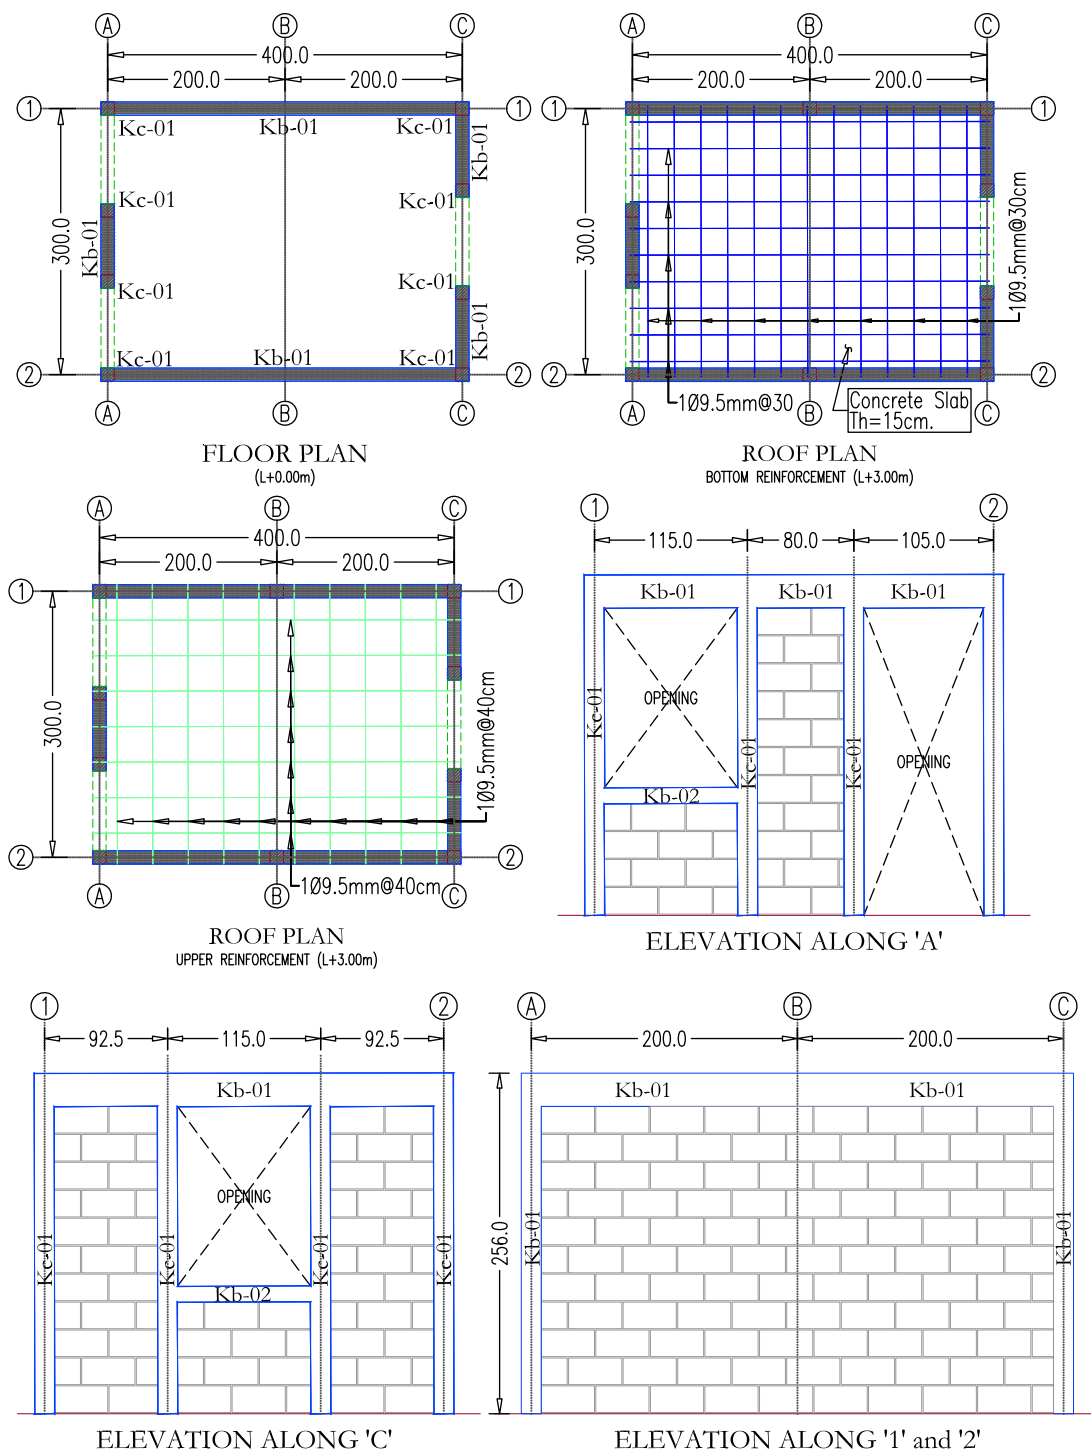 A
B
C
400.0
200.0
200.0
1
1
Kc-01
Kb-01
Kc-01
Kb-01
Kc-01
Kc-01
300.0
Kb-01
Kc-01
Kc-01
Kb-01
Kc-01
Kb-01
Kc-01
2
2
A
B
C
FLOOR PLAN
(L+0.00m)
A
B
C
400.0
200.0
200.0
1
1
300.0
1Ø9.5mm@30cm
2
2
1Ø9.5mm@30
Concrete Slab
Th=15cm.
A
B
C
ROOF PLAN
BOTTOM REINFORCEMENT (L+3.00m)
A
B
C
400.0
200.0
200.0
1
1
300.0
1Ø9.5mm@40cm
2
2
1Ø9.5mm@40cm
A
B
C
ROOF PLAN
UPPER REINFORCEMENT (L+3.00m)
1
2
115.0
80.0
105.0
Kb-01
Kb-01
Kb-01
OPENING
Kc-01
Kc-01
Kc-01
OPENING
Kb-02
ELEVATION ALONG 'A'
1
2
92.5
115.0
92.5
Kb-01
OPENING
Kc-01
Kc-01
Kc-01
Kc-01
Kb-02
ELEVATION ALONG 'C'
A
B
C
200.0
200.0
Kb-01
Kb-01
256.0
Kb-01
Kb-01
ELEVATION ALONG '1' and '2'